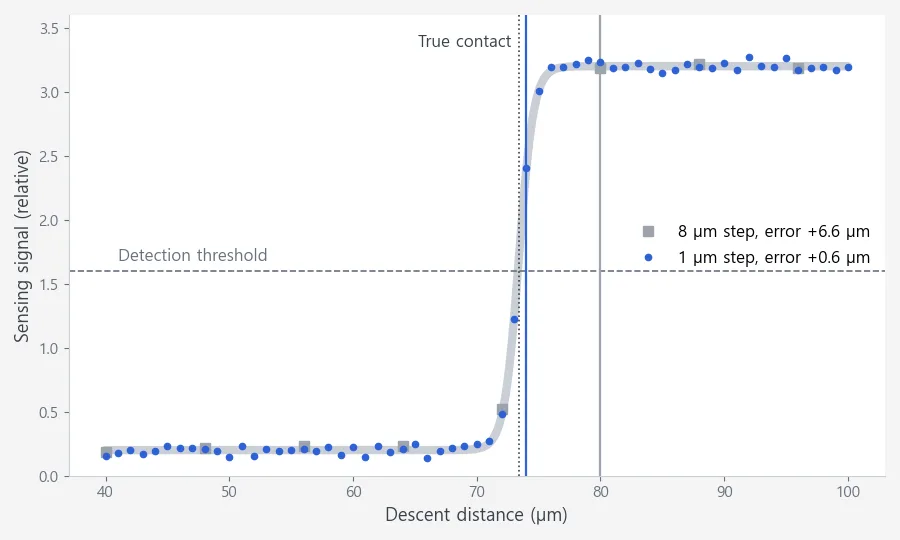 True contact
Detection threshold
8 µm step, error +6.6 µm
1 µm step, error +0.6 µm
Sensing signal (relative)
3.5
3.0
2.5
2.0
1.5
1.0
0.5
0.0
40 50 60 70 80 90 100
Descent distance (µm)